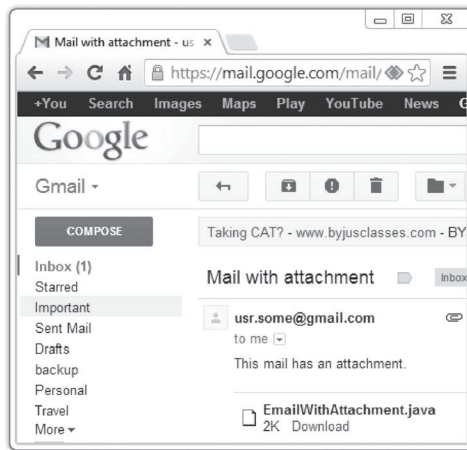 Mail with attachment - us
https://mail.google.com/mail/
+You Search Images Maps Play YouTube News G
Google
Gmail
COMPOSE
Taking CAT? - www.byjusclasses.com - BY
Inbox (1)
Starred
Important
Sent Mail
Drafts
backup
Personal
Travel
More
Mail with attachment Inbox
usr.some@gmail.com
to me
This mail has an attachment.
EmailWithAttachment.java
2K Download